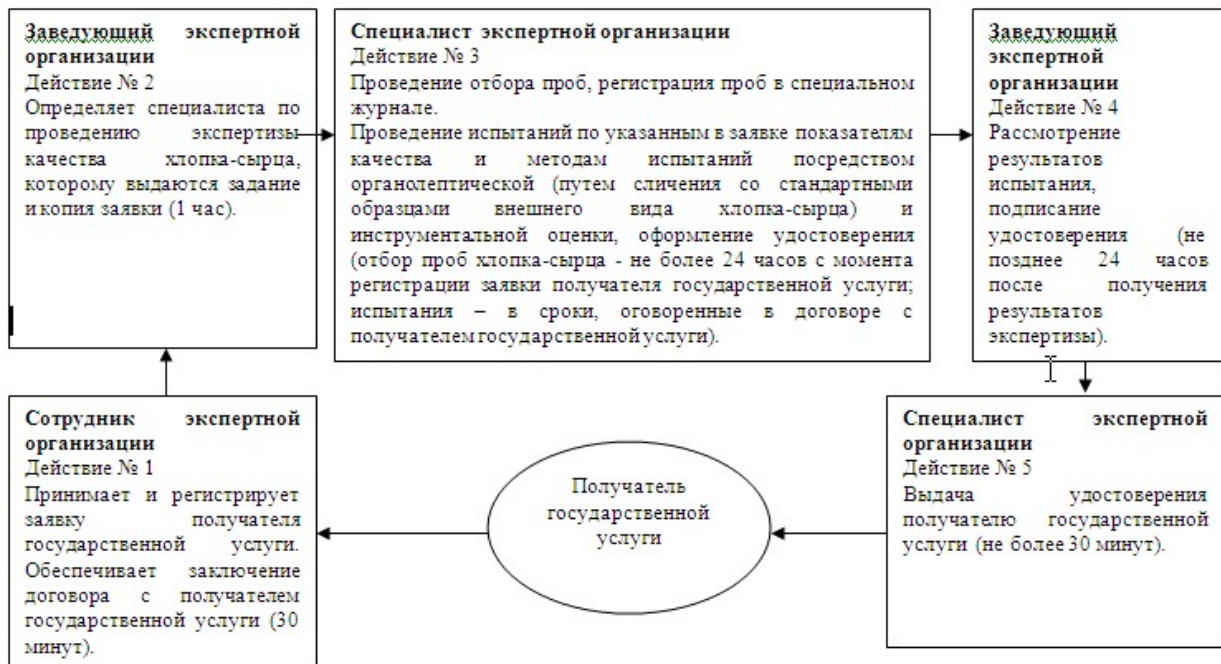 Заведующий экспертной
организации
Действие № 2
Определяет специалиста по
проведению экспертизы
качества хлопка-сырца,
которому выдаются задание
и копия заявки (1 час).
Специалист экспертной организации
Действие № 3
Проведение отбора проб, регистрация проб в специальном
журнале.
Проведение испытаний по указанным в заявке показателям
качества и методам испытаний посредством
органолептической (путем сличения со стандартными
образцами внешнего вида хлопка-сырца) и
инструментальной оценки, оформление удостоверения
(отбор проб хлопка-сырца - не более 24 часов с момента
регистрации заявки получателя государственной услуги;
испытания – в сроки, оговоренные в договоре с
получателем государственной услуги).
Заведующий
экспертной
организации
Действие № 4
Рассмотрение
результатов
испытания,
подписание
удостоверения (не
позднее 24 часов
после получения
результатов
экспертизы).
Сотрудник экспертной
организации
Действие № 1
Принимает и регистрирует
заявку получателя
государственной услуги.
Обеспечивает заключение
договора с получателем
государственной услуги (30
минут).
Получатель
государственной
услуги
Специалист экспертной
организации
Действие № 5
Выдача удостоверения
получателю государственной
услуги (не более 30 минут).